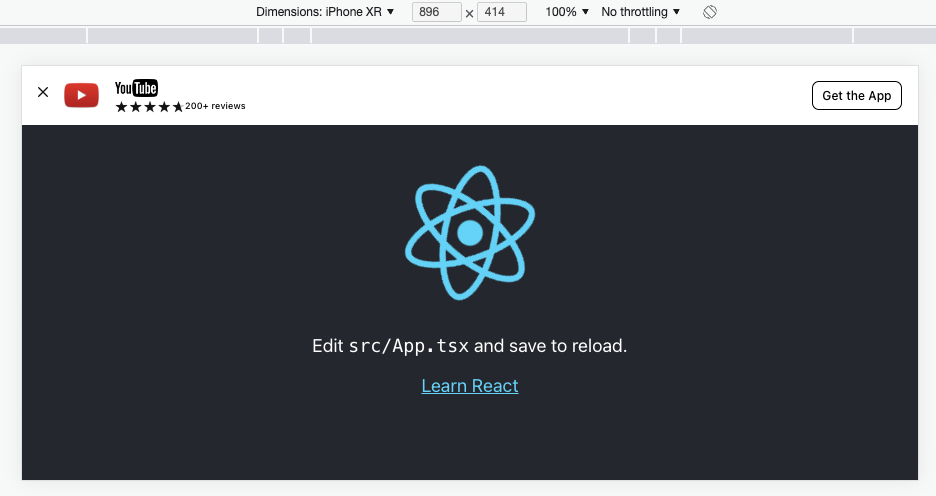 Dimensions: iPhone XR ▼ 896 × 414 100% ▼ No throttling ▼
YouTube
200+ reviews
Get the App
Edit src/App.tsx and save to reload.
Learn React